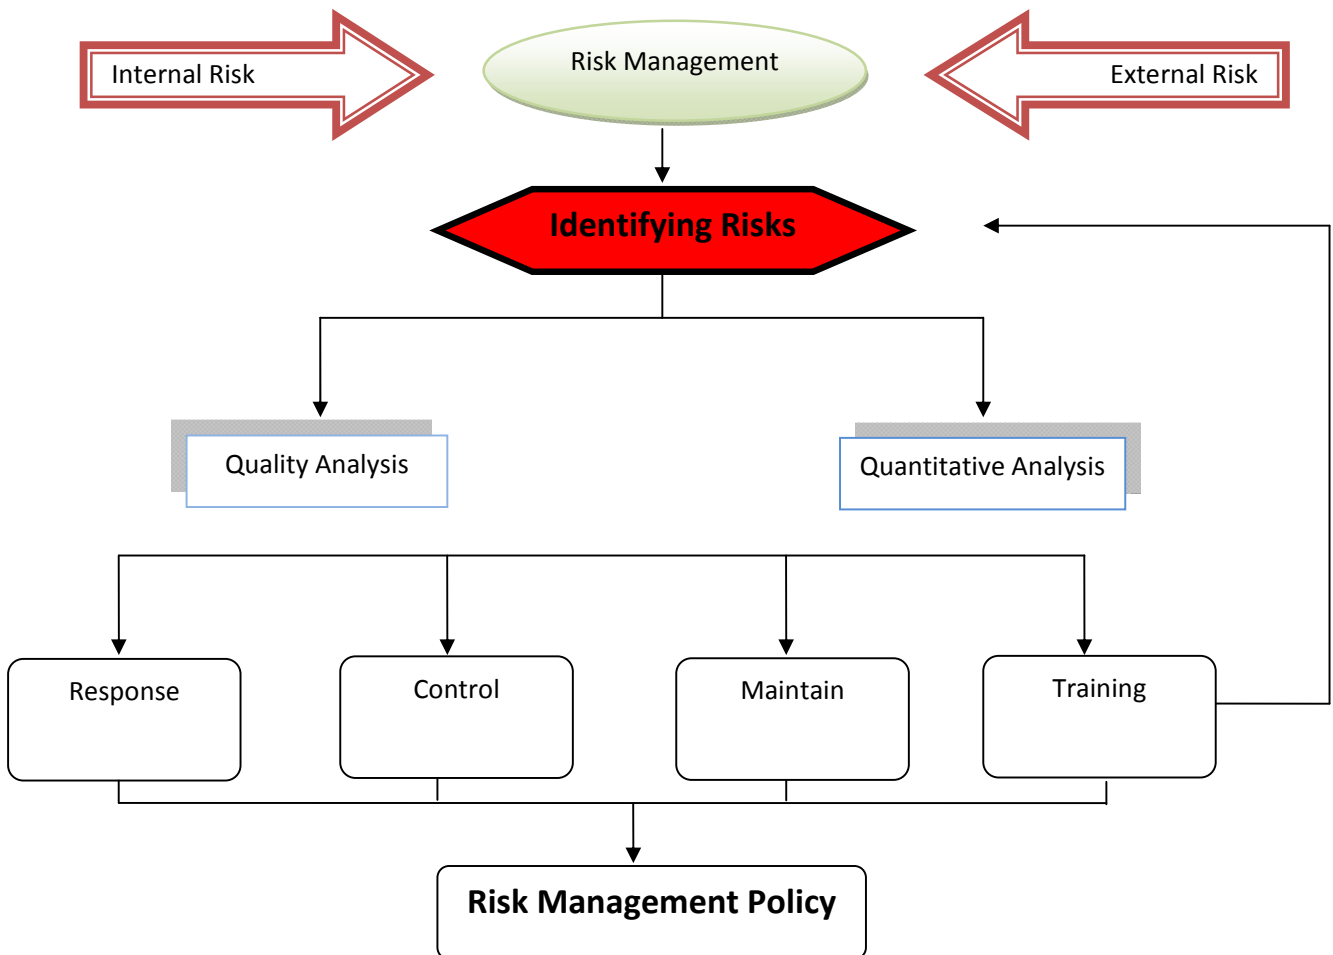 Internal Risk
Risk Management
External Risk
Identifying Risks
Quality Analysis
Quantitative Analysis
Response
Control
Maintain
Training
Risk Management Policy